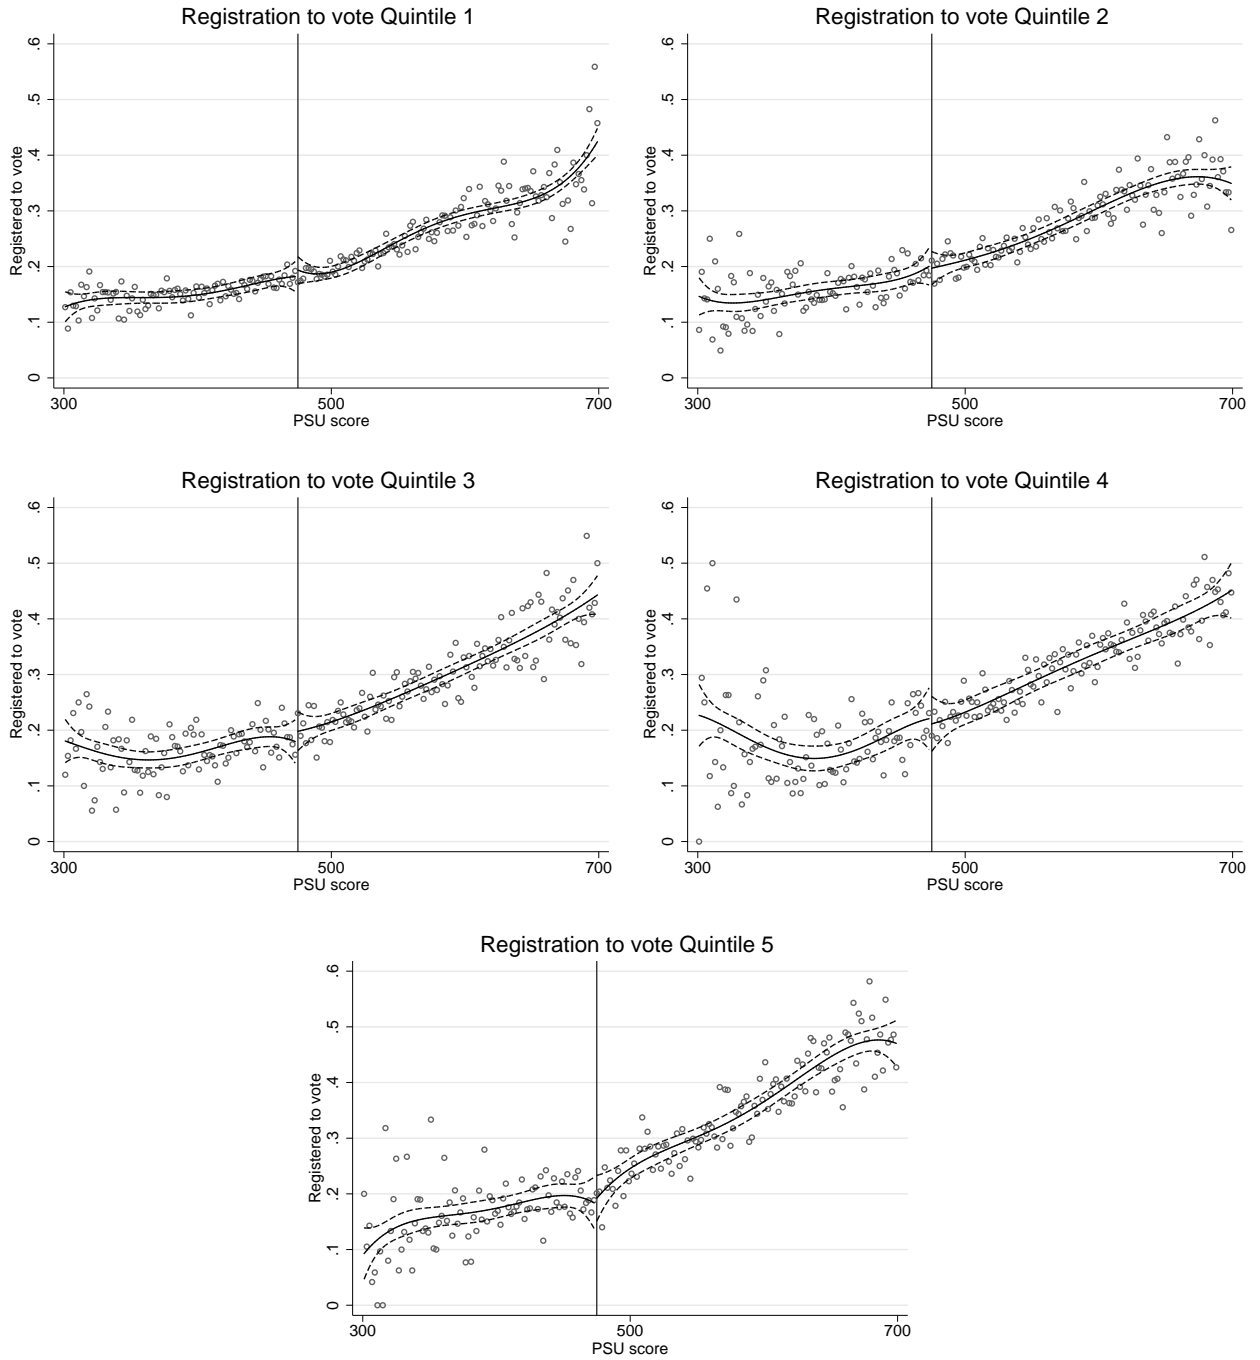 Registration to vote Quintile 1
Registered to vote
0 .1 .2 .3 .4 .5 .6
300 500 700
PSU score
Registration to vote Quintile 2
Registered to vote
0 .1 .2 .3 .4 .5 .6
300 500 700
PSU score
Registration to vote Quintile 3
Registered to vote
0 .1 .2 .3 .4 .5 .6
300 500 700
PSU score
Registration to vote Quintile 4
Registered to vote
0 .1 .2 .3 .4 .5 .6
300 500 700
PSU score
Registration to vote Quintile 5
Registered to vote
0 .1 .2 .3 .4 .5 .6
300 500 700
PSU score